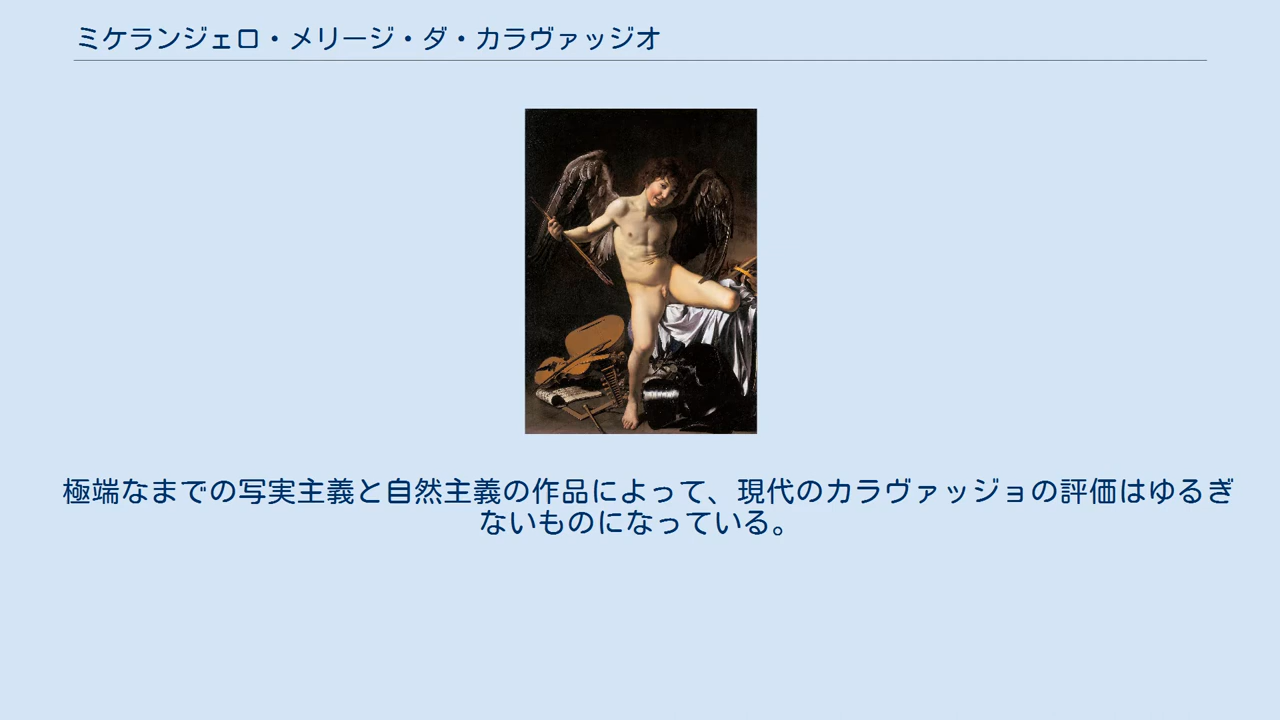 ミケランジェロ・メリージ・ダ・カラヴァッジオ
極端なまでの写実主義と自然主義の作品によって、現代のカラヴァッジョの評価はゆるぎ
ないものになっている。